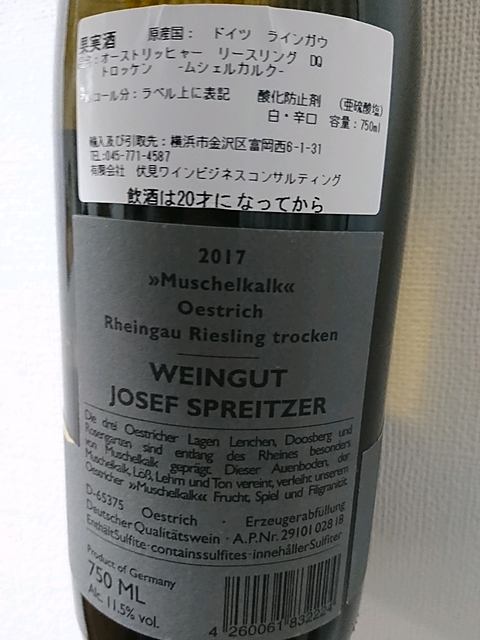 果実酒 原産国: ドイツ ラインガウ
オーストリッヒャー リースリング DQ
トロッケン -ムシェルカルク-
コール分:ラベル上に表記 酸化防止剤 (亜硫酸塩)
白・辛口 容量:750ml
輸入及び引取先:横浜市金沢区富岡西6-1-31
TEL:045-771-4587
有限会社 伏見ワインビジネスコンサルティング
飲酒は20才になってから
2017
»Muschelkalk«
Oestrich
Rheingau Riesling trocken
WEINGUT
JOSEF SPREITZER
Die drei Oestricher Lagen Lenchen, Doosberg und
Rosengarten sind entlang des Rheines besonders
von Muschelkalk geprägt. Dieser Auenboden, der
Muschelkalk, Löß, Lehm und Ton vereint, verleiht unserem
Oestricher »Muschelkalk« Frucht, Spiel und Filigranität.
D-65375 Oestrich · Erzeugerabfüllung
Deutscher Qualitätswein · A.P.Nr. 29101 028 18
Enthält Sulfite · contains sulfites · innehåller Sulfiter
Product of Germany
750 ML
Alc. 11.5% vol.
4 260061 832224